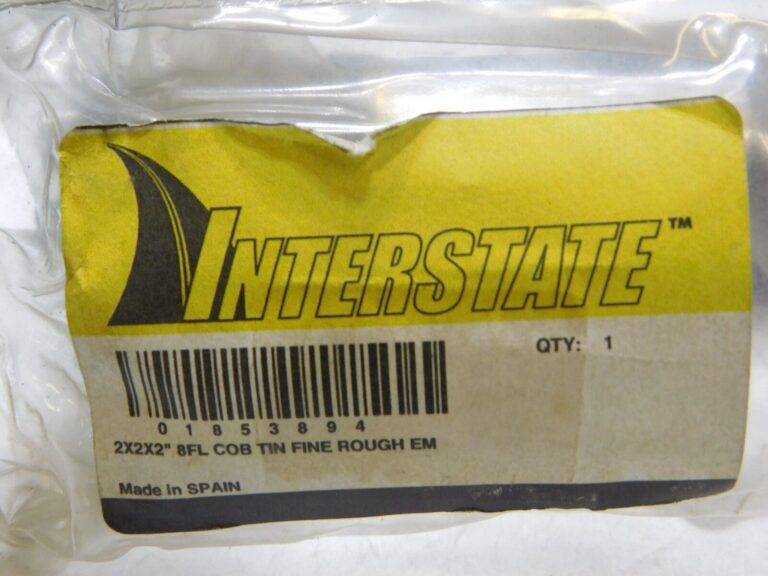 INTERSTATE™
QTY: 1
01853894
2X2X2" 8FL COB TIN FINE ROUGH EM
Made in SPAIN